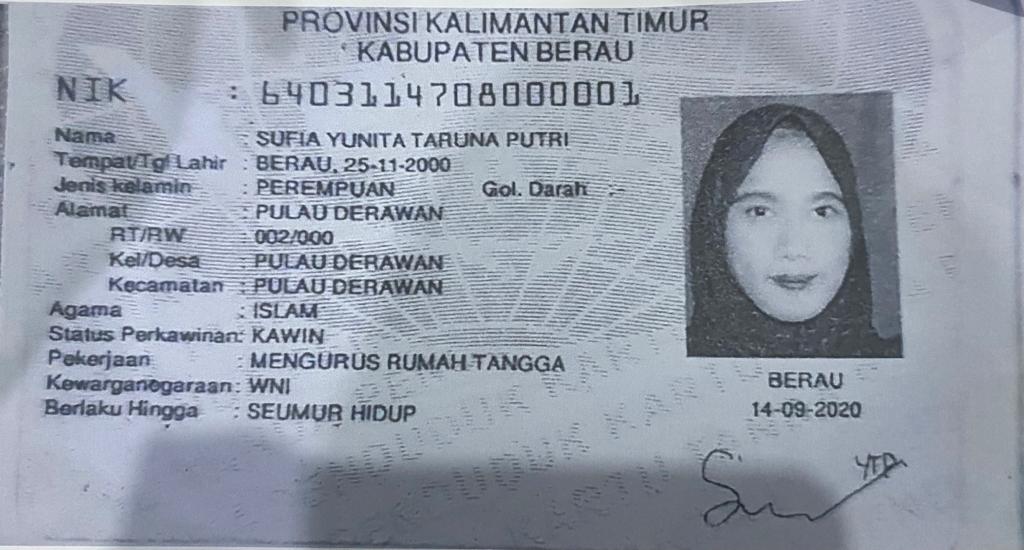 PROVINSI KALIMANTAN TIMUR
KABUPATEN BERAU
NIK : 6403114708000001
Nama : SUFIA YUNITA TARUNA PUTRI
Tempat/Tgl Lahir : BERAU, 25-11-2000
Jenis kelamin : PEREMPUAN Gol. Darah : -
Alamat : PULAU DERAWAN
RT/RW : 002/000
Kel/Desa : PULAU DERAWAN
Kecamatan : PULAU DERAWAN
Agama : ISLAM
Status Perkawinan: KAWIN
Pekerjaan : MENGURUS RUMAH TANGGA
Kewarganegaraan: WNI
Berlaku Hingga : SEUMUR HIDUP
BERAU
14-09-2020